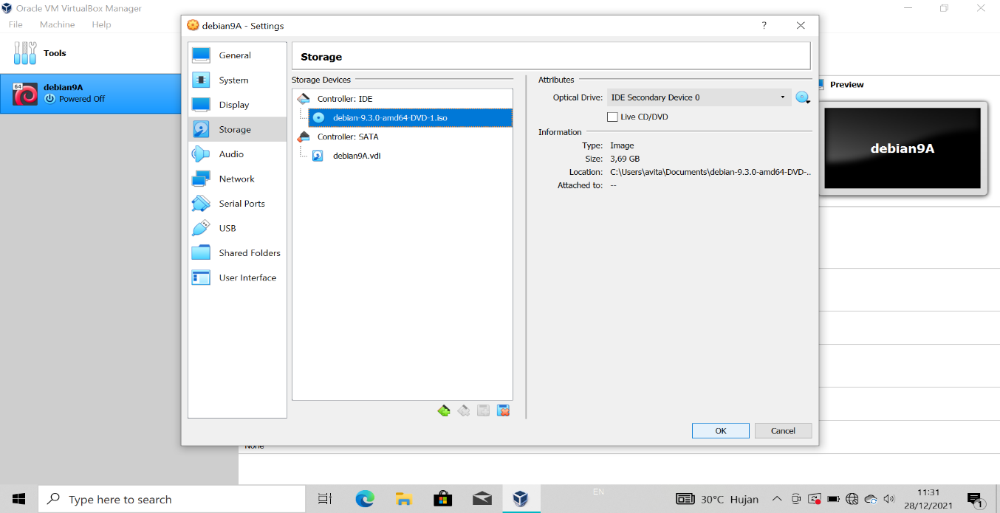 Oracle VM VirtualBox Manager
File Machine Help
Tools
64
debian9A
Powered Off
debian9A - Settings
?
General
System
Display
Storage
Audio
Network
Serial Ports
USB
Shared Folders
User Interface
Storage
Storage Devices
Controller: IDE
debian-9.3.0-amd64-DVD-1.iso
Controller: SATA
debian9A.vdi
Attributes
Optical Drive: IDE Secondary Device 0
Live CD/DVD
Information
Type: Image
Size: 3,69 GB
Location: C:\Users\avita\Documents\debian-9.3.0-amd64-DVD-..
Attached to: --
OK Cancel
Preview
debian9A
None
Type here to search
EN
30°C Hujan
11:31
28/12/2021
1